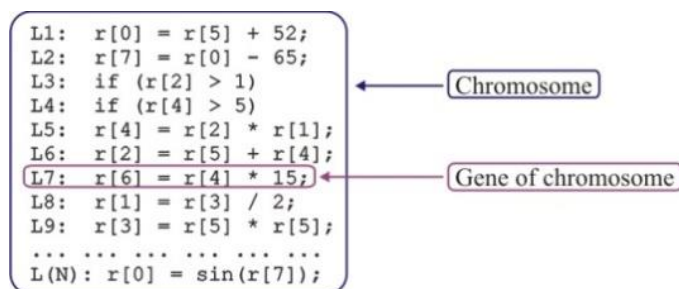 L1: r[0] = r[5] + 52;
L2: r[7] = r[0] - 65;
L3: if (r[2] > 1)
L4: if (r[4] > 5)
L5: r[4] = r[2] * r[1];
L6: r[2] = r[5] + r[4];
L7: r[6] = r[4] * 15;
L8: r[1] = r[3] / 2;
L9: r[3] = r[5] * r[5];
... ... ... ... ... ...
L(N): r[0] = sin(r[7]);
Chromosome
Gene of chromosome